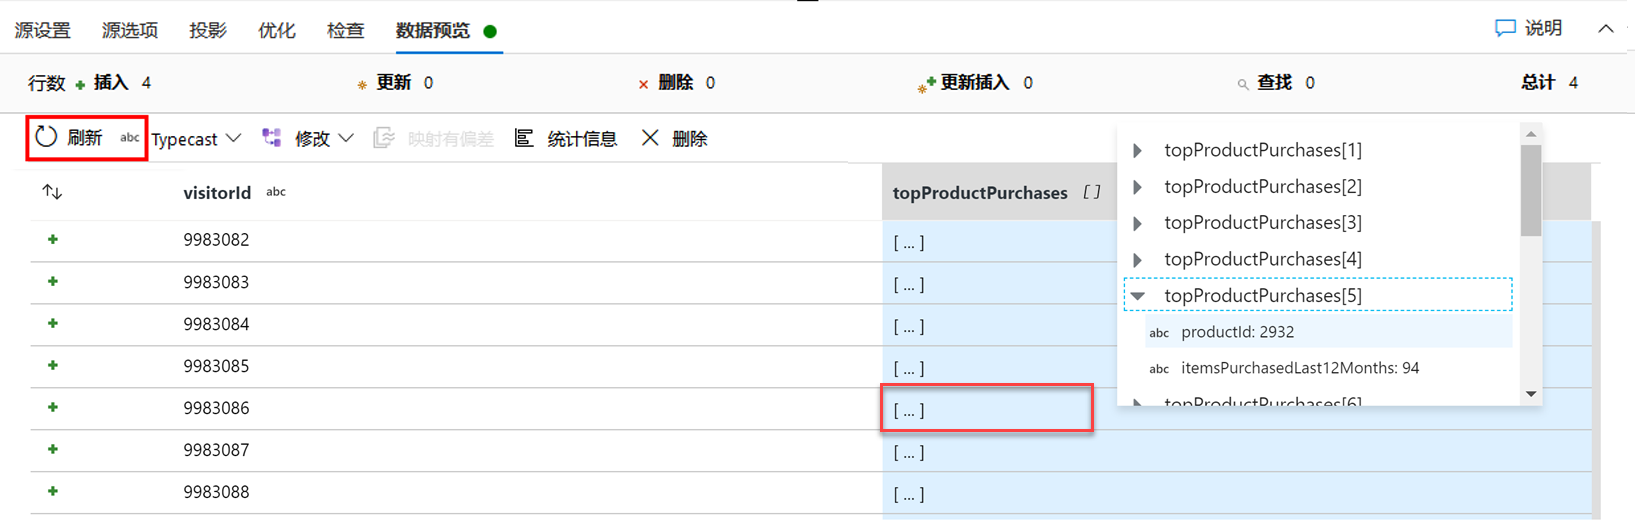 源设置 源选项 投影 优化 检查 数据预览 说明
行数 插入 4 更新 0 删除 0 更新插入 0 查找 0 总计 4
刷新 abc Typecast 修改 映射有偏差 统计信息 删除
visitorId abc topProductPurchases []
9983082 [ ... ]
9983083 [ ... ]
9983084 [ ... ]
9983085 [ ... ]
9983086 [ ... ]
9983087 [ ... ]
9983088 [ ... ]
topProductPurchases[1]
topProductPurchases[2]
topProductPurchases[3]
topProductPurchases[4]
topProductPurchases[5]
abc productId: 2932
abc itemsPurchasedLast12Months: 94
topProductPurchases[6]